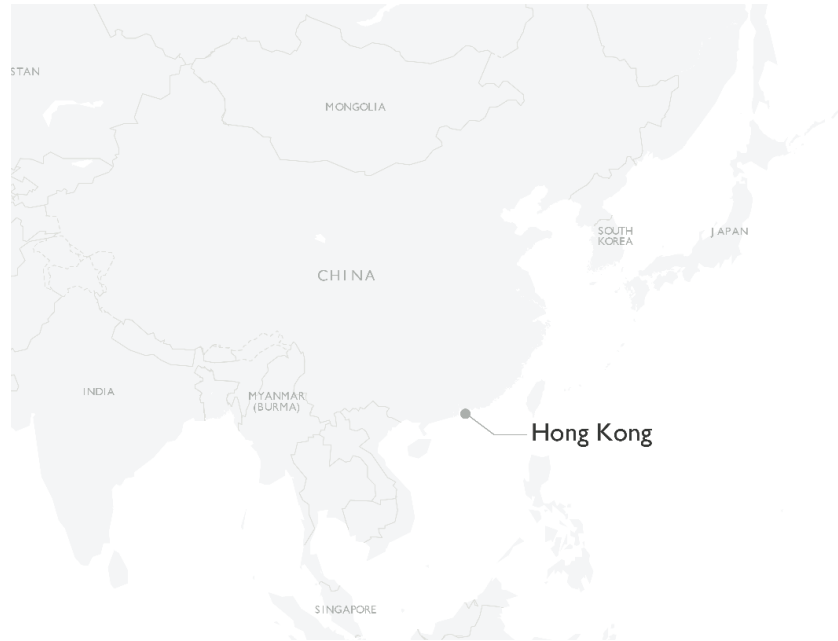 STAN
MONGOLIA
SOUTH
KOREA
JAPAN
CHINA
INDIA
MYANMAR
(BURMA)
Hong Kong
SINGAPORE